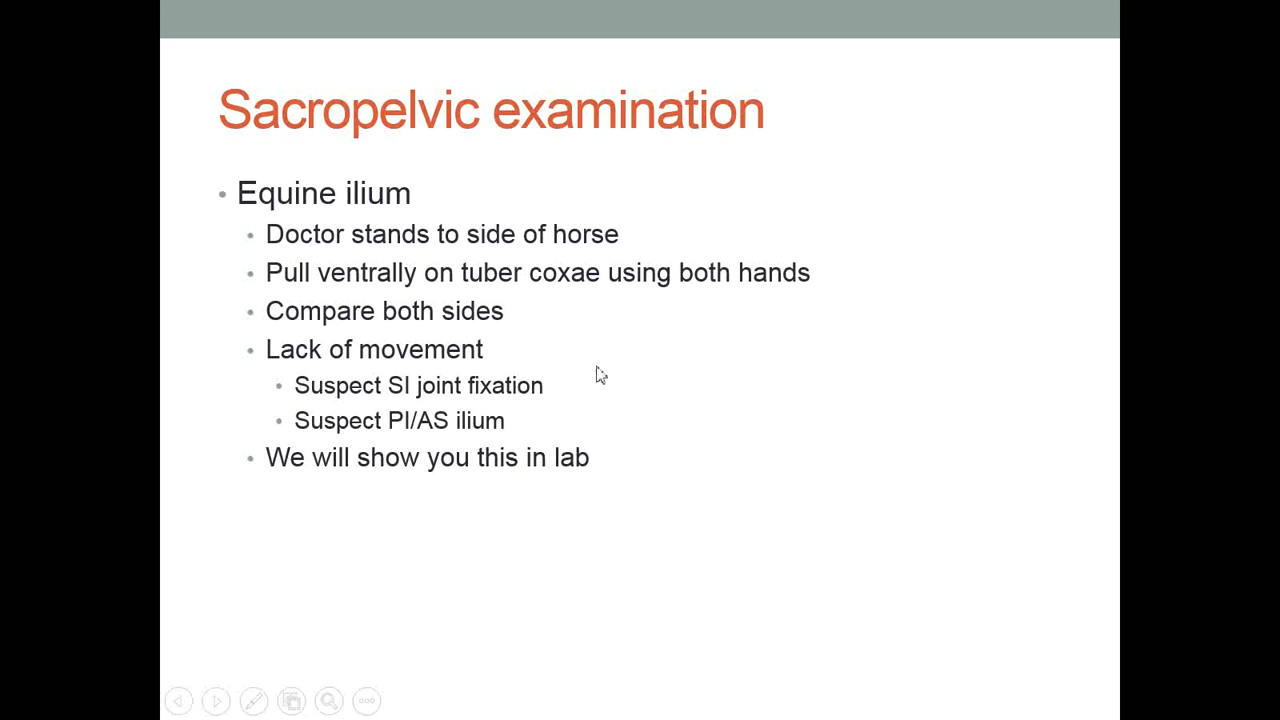 Sacropelvic examination
• Equine ilium
• Doctor stands to side of horse
• Pull ventrally on tuber coxae using both hands
• Compare both sides
• Lack of movement
• Suspect SI joint fixation
• Suspect PI/AS ilium
• We will show you this in lab